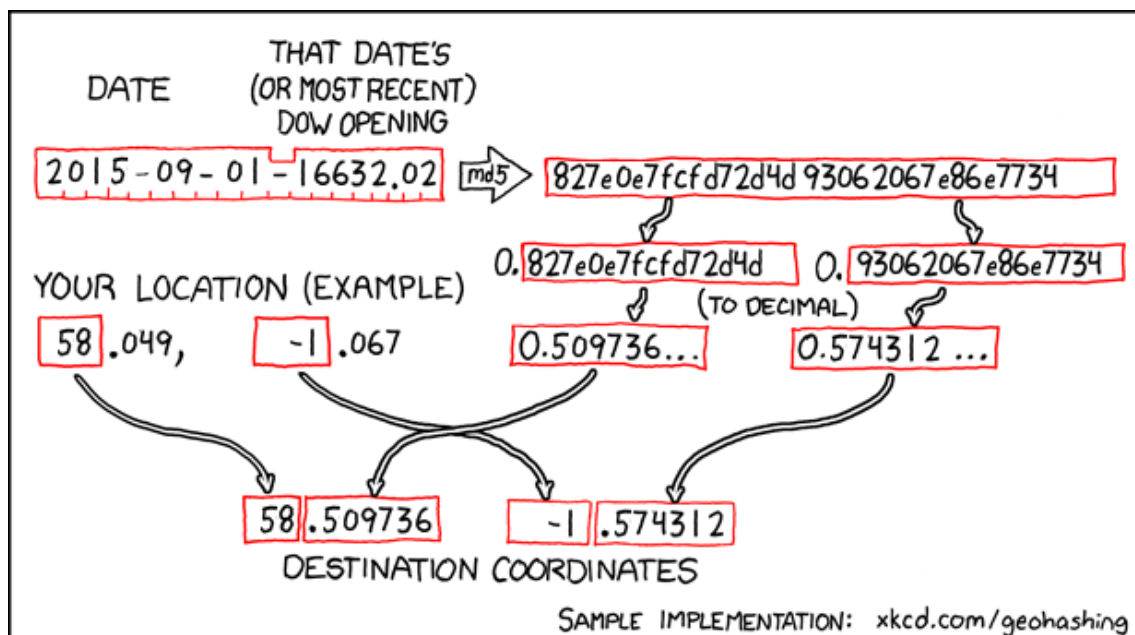 DATE
THAT DATE'S
(OR MOST RECENT)
DOW OPENING
2015-09-01-16632.02
md5
827e0e7fcfd72d4d93062067e86e7734
0.827e0e7fcfd72d4d
0.93062067e86e7734
YOUR LOCATION (EXAMPLE)
(TO DECIMAL)
58.049, -1.067
0.509736...
0.574312...
58.509736
-1.574312
DESTINATION COORDINATES
SAMPLE IMPLEMENTATION: xkcd.com/geohashing